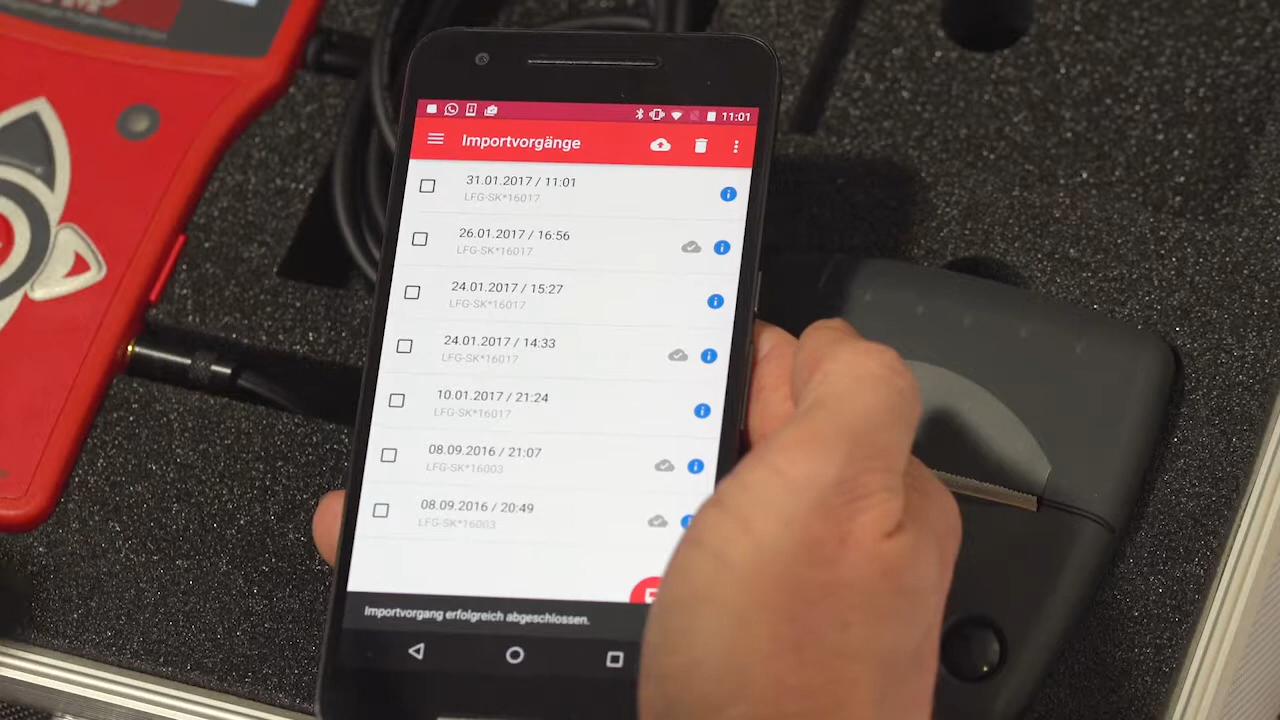 11:01
Importvorgänge
31.01.2017 / 11:01
LFG-SK*16017
26.01.2017 / 16:56
LFG-SK*16017
24.01.2017 / 15:27
LFG-SK*16017
24.01.2017 / 14:33
LFG-SK*16017
10.01.2017 / 21:24
LFG-SK*16017
08.09.2016 / 21:07
LFG-SK*16003
08.09.2016 / 20:49
LFG-SK*16003
Importvorgang erfolgreich abgeschlossen.